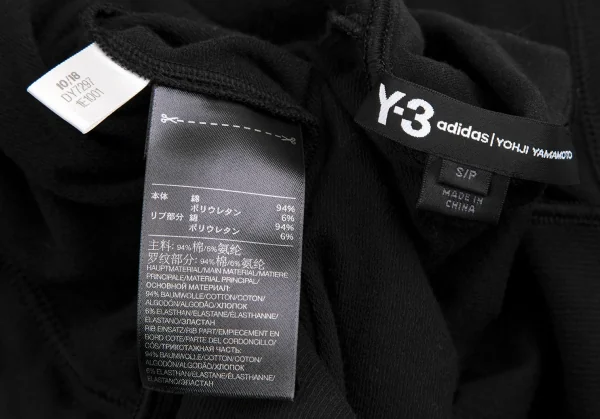 10/18
DY7297
1E1001
本体 綿 94%
ポリウレタン 6%
リブ部分 綿 94%
ポリウレタン 6%
主料: 94%棉/6%氨纶
罗纹部分: 94%棉/6%氨纶
HAUPTMATERIAL/MAIN MATERIAL/MATIERE
PRINCIPALE/MATERIAL PRINCIPAL/
ОСНОВНОЙ МАТЕРИАЛ:
94% BAUMWOLLE/COTTON/COTON/
ALGODÓN/ALGODÃO/ХЛОПОК
6% ELASTHAN/ELASTANE/ÉLASTHANNE/
ELASTANO/ЭЛАСТАН
RIB EINSATZ/RIB PART/EMPIECEMENT EN
BORD COTE/PARTE DEL CORDONCILLO/
CÓS/ТРИКОТАЖНАЯ ЧАСТЬ:
94% BAUMWOLLE/COTTON/COTON/
ALGODÓN/ALGODÃO/ХЛОПОК
6% ELASTHAN/ELASTANE/ÉLASTHANNE/
ELASTANO/ЭЛАСТАН
Y-3 adidas | YOHJI YAMAMOTO
S/P
MADE IN
CHINA